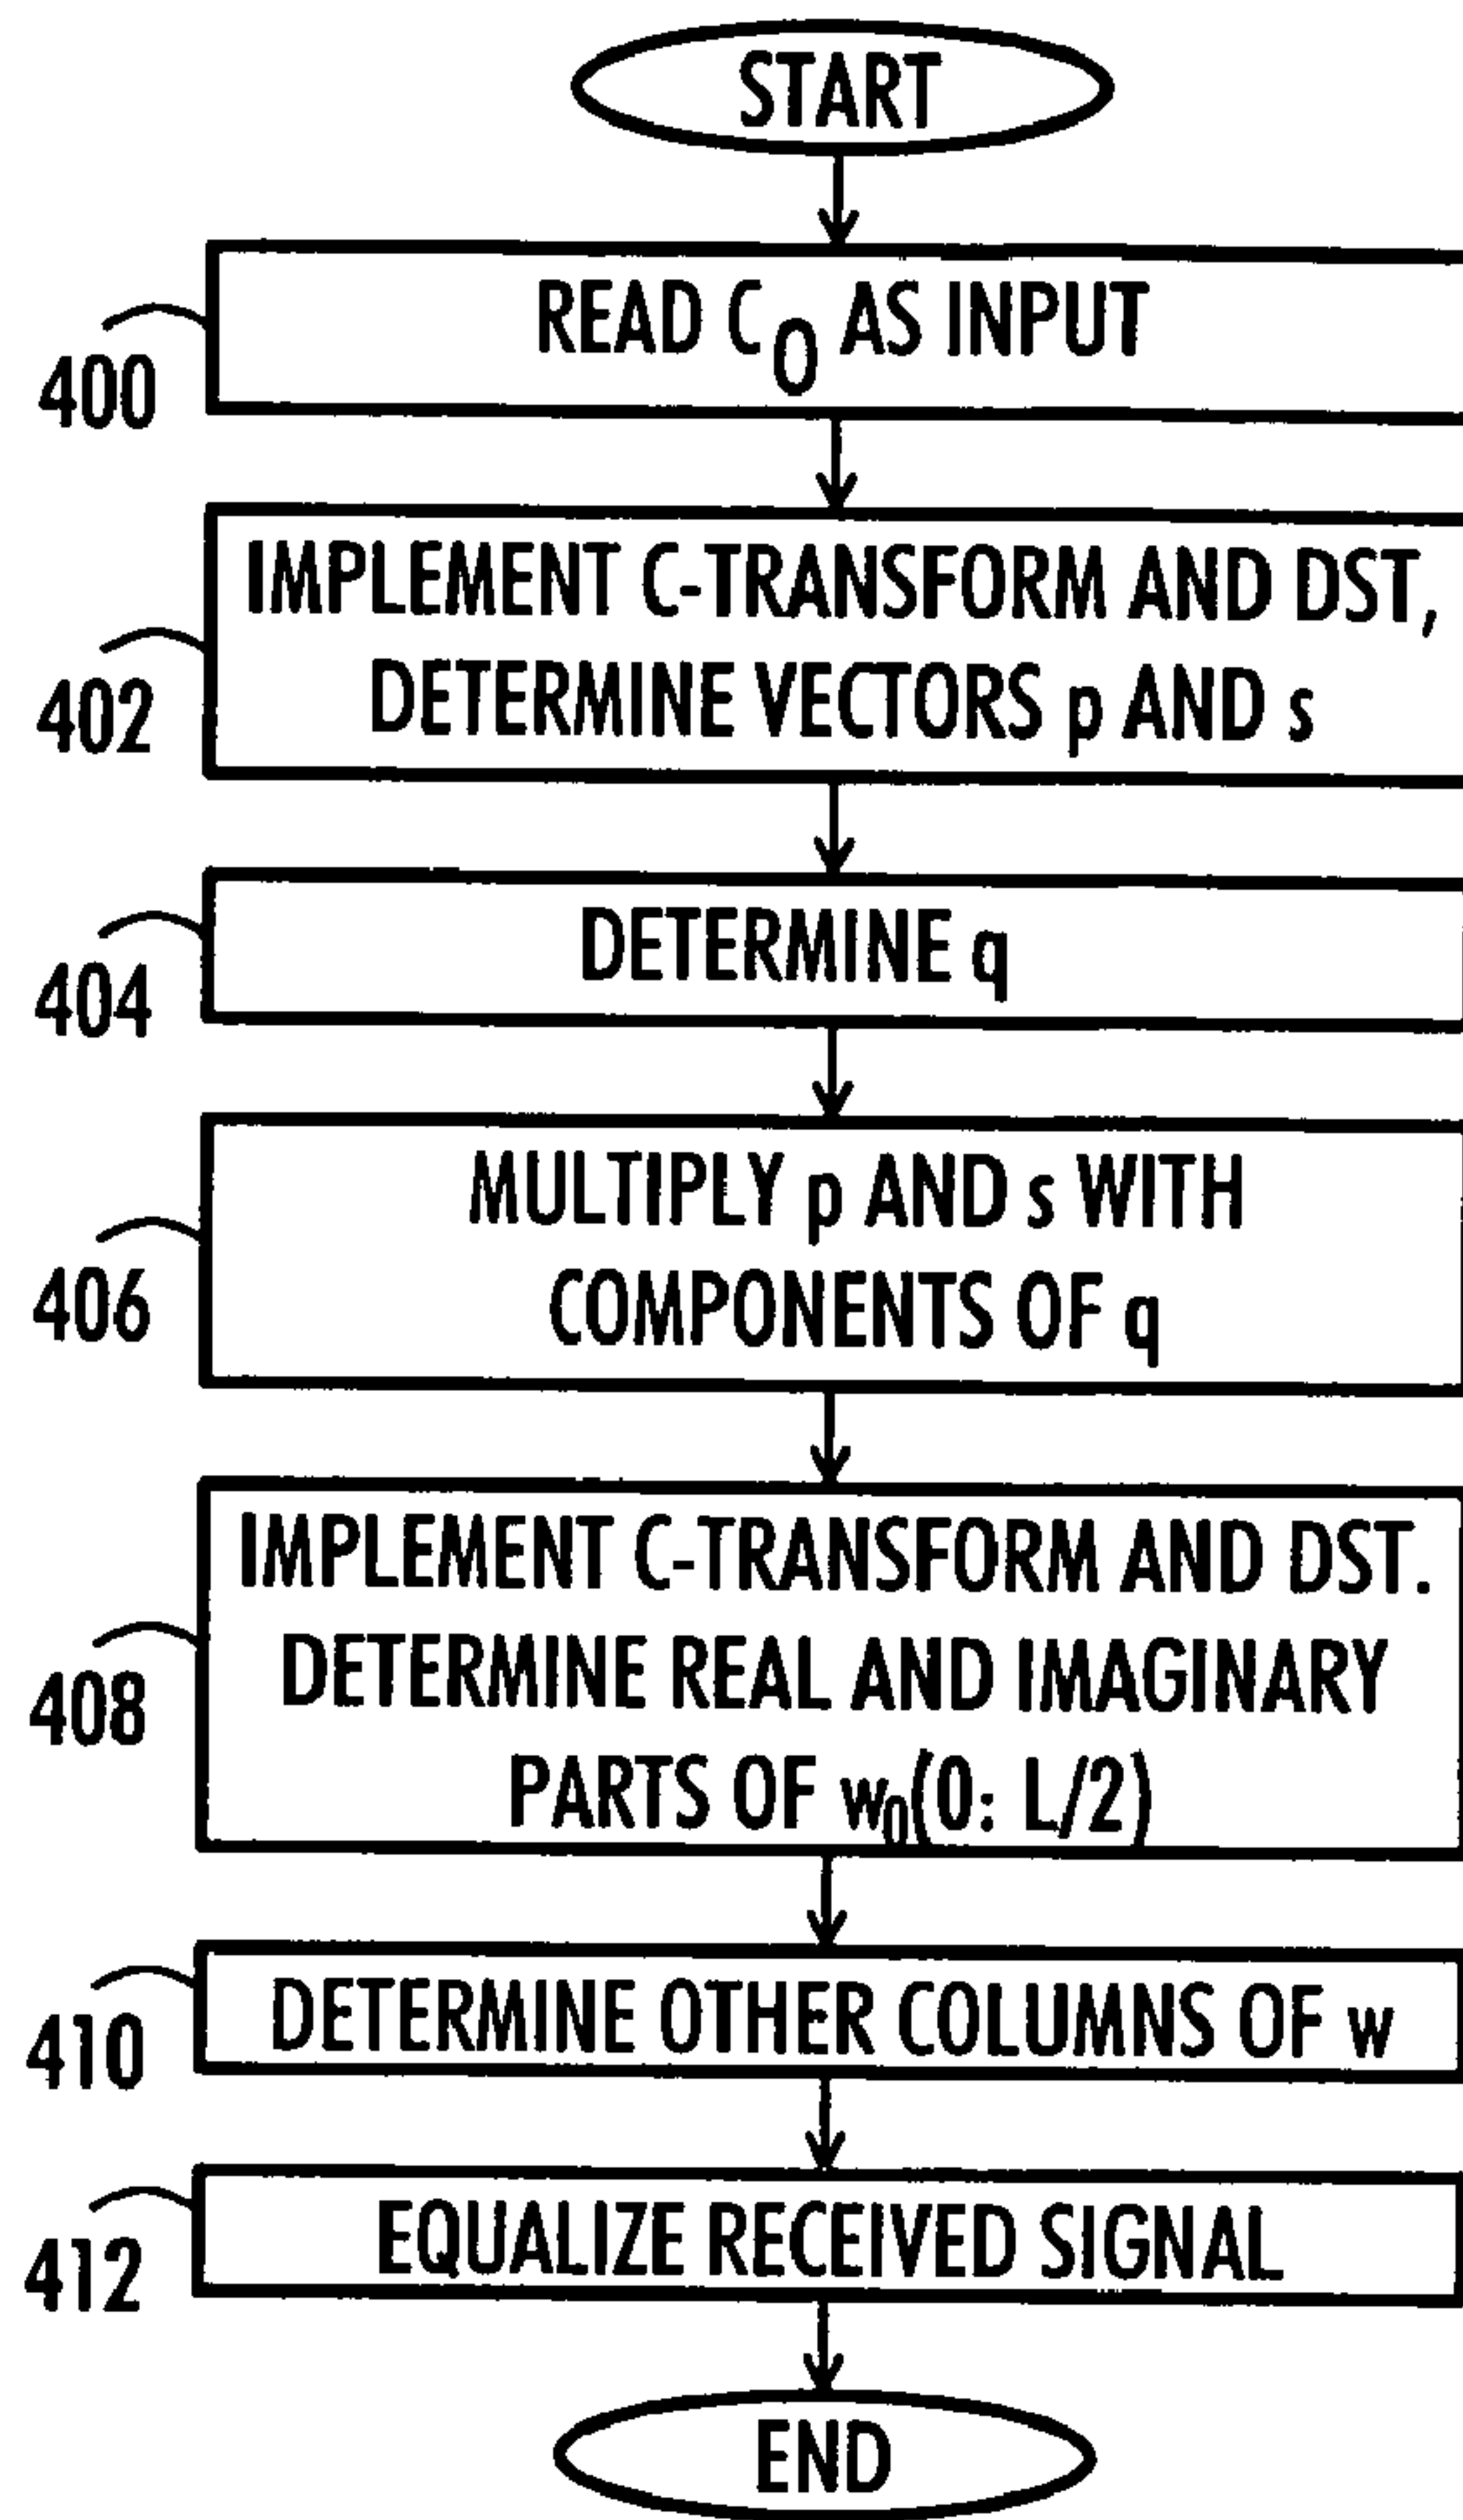 START
READ C0 AS INPUT
400
IMPLEMENT C-TRANSFORM AND DST,
DETERMINE VECTORS p AND s
402
DETERMINE q
404
MULTIPLY p AND s WITH
COMPONENTS OF q
406
IMPLEMENT C-TRANSFORM AND DST.
DETERMINE REAL AND IMAGINARY
PARTS OF w0(0: L/2)
408
DETERMINE OTHER COLUMNS OF w
410
EQUALIZE RECEIVED SIGNAL
412
END